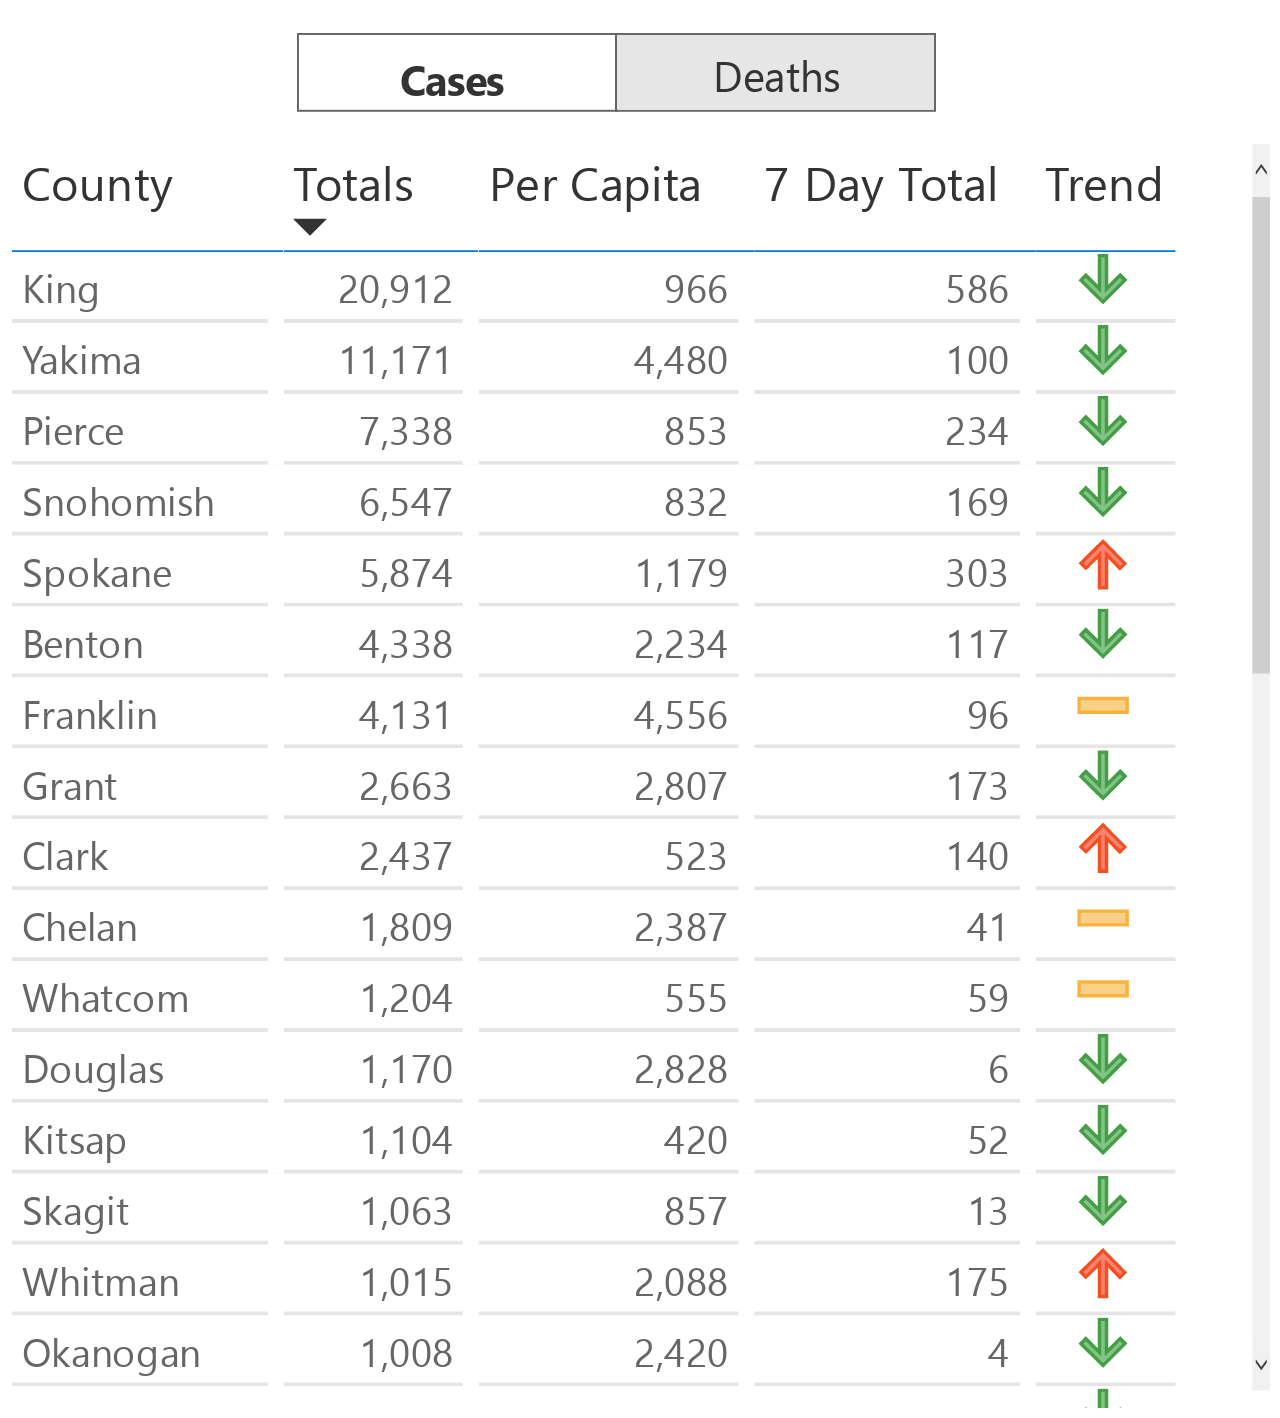 Cases Deaths
County Totals Per Capita 7 Day Total Trend
King 20,912 966 586
Yakima 11,171 4,480 100
Pierce 7,338 853 234
Snohomish 6,547 832 169
Spokane 5,874 1,179 303
Benton 4,338 2,234 117
Franklin 4,131 4,556 96
Grant 2,663 2,807 173
Clark 2,437 523 140
Chelan 1,809 2,387 41
Whatcom 1,204 555 59
Douglas 1,170 2,828 6
Kitsap 1,104 420 52
Skagit 1,063 857 13
Whitman 1,015 2,088 175
Okanogan 1,008 2,420 4